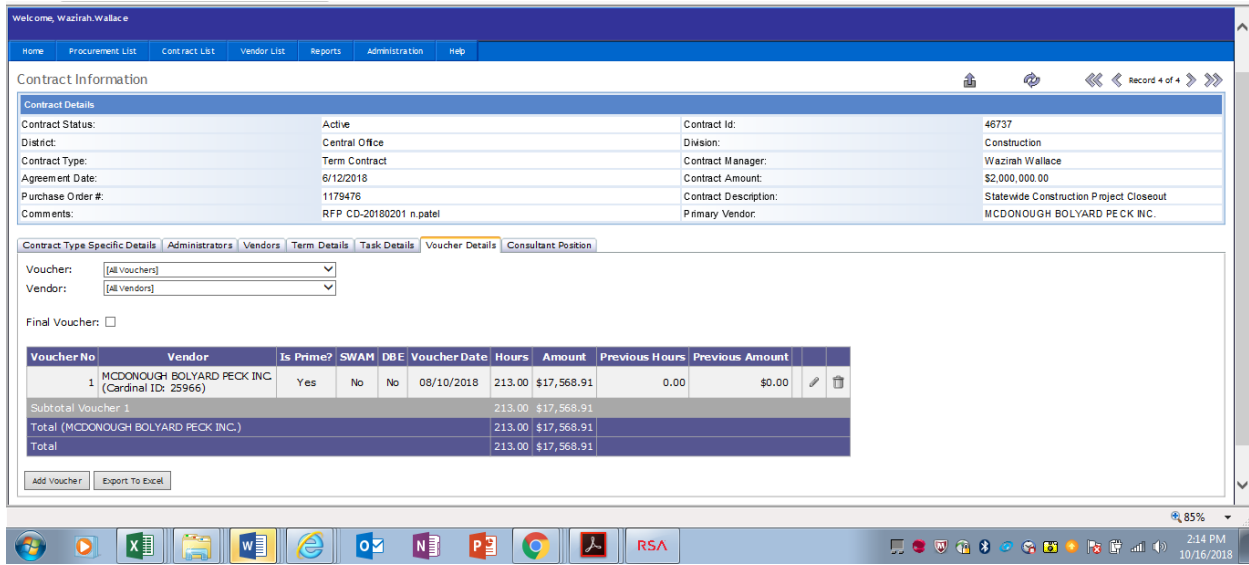 Welcome, Wazirah.Wallace
Home Procurement List Contract List Vendor List Reports Administration Help
Contract Information Record 4 of 4
Contract Details
Contract Status: Active Contract Id: 46737
District: Central Office Division: Construction
Contract Type: Term Contract Contract Manager: Wazirah Wallace
Agreement Date: 6/12/2018 Contract Amount: $2,000,000.00
Purchase Order #: 1179476 Contract Description: Statewide Construction Project Closeout
Comments: RFP CD-20180201 n.patel Primary Vendor: MCDONOUGH BOLYARD PECK INC.
Contract Type Specific Details Administrators Vendors Term Details Task Details Voucher Details Consultant Position
Voucher: [All Vouchers]
Vendor: [All Vendors]
Final Voucher:
Voucher No Vendor Is Prime? SWAM DBE Voucher Date Hours Amount Previous Hours Previous Amount
1 MCDONOUGH BOLYARD PECK INC. (Cardinal ID: 25966) Yes No No 08/10/2018 213.00 $17,568.91 0.00 $0.00
Subtotal Voucher 1 213.00 $17,568.91
Total (MCDONOUGH BOLYARD PECK INC.) 213.00 $17,568.91
Total 213.00 $17,568.91
Add Voucher Export To Excel
85%
RSA
2:14 PM
10/16/2018